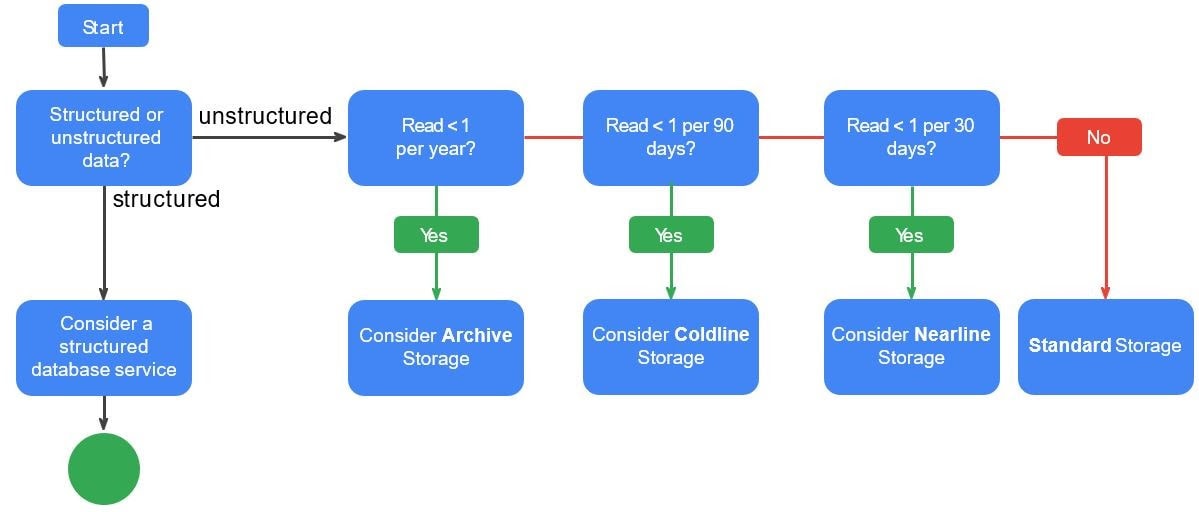 Start
Structured or
unstructured
data?
unstructured
structured
Consider a
structured
database service
Read < 1
per year?
Yes
Consider Archive
Storage
Read < 1 per 90
days?
Yes
Consider Coldline
Storage
Read < 1 per 30
days?
Yes
Consider Nearline
Storage
No
Standard Storage